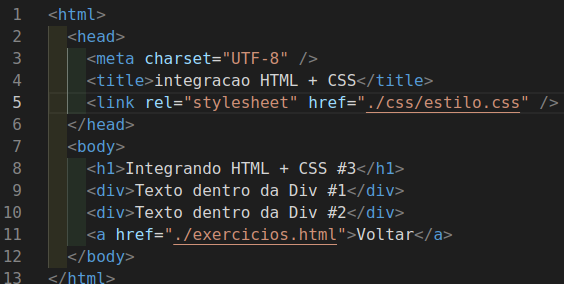 1 <html>
2 <head>
3 <meta charset="UTF-8" />
4 <title>integracao HTML + CSS</title>
5 <link rel="stylesheet" href="./css/estilo.css" />
6 </head>
7 <body>
8 <h1>Integrando HTML + CSS #3</h1>
9 <div>Texto dentro da Div #1</div>
10 <div>Texto dentro da Div #2</div>
11 <a href="./exercicios.html">Voltar</a>
12 </body>
13 </html>